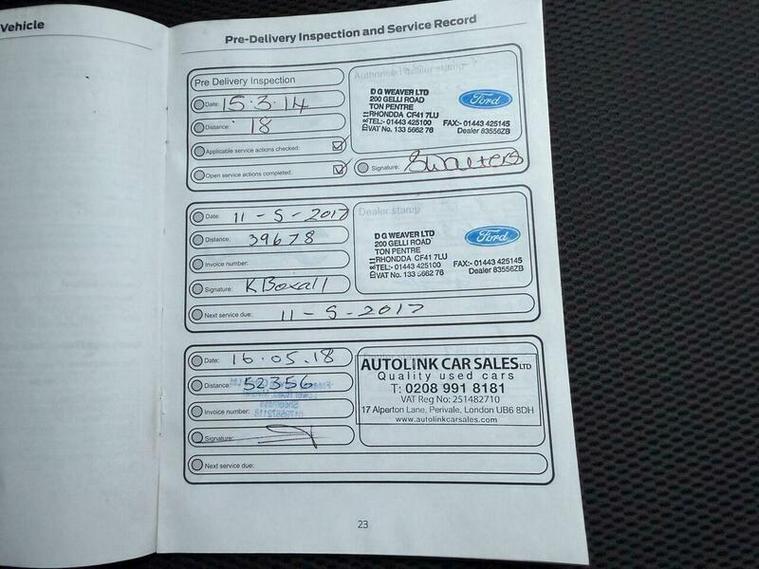 Vehicle
Pre-Delivery Inspection and Service Record
Pre Delivery Inspection
Date: 15.3.14
Distance: 18
Applicable service actions checked:
Open service actions completed:
Authorised dealer stamp
D G WEAVER LTD
200 GELLI ROAD
TON PENTRE
RHONDDA CF41 7LU
TEL:- 01443 425100 FAX:- 01443 425145
VAT No. 133 5662 76 Dealer 83556ZB
Ford
Signature: Swalters
Date: 11-5-2017
Distance: 39678
Invoice number:
Signature: K Boxall
Next service due: 11-5-2017
Dealer stamp
D G WEAVER LTD
200 GELLI ROAD
TON PENTRE
RHONDDA CF41 7LU
TEL:- 01443 425100 FAX:- 01443 425145
VAT No. 133 5662 76 Dealer 83556ZB
Ford
Date: 16.05.18
Distance: 52356
Invoice number:
Signature:
Next service due:
AUTOLINK CAR SALES LTD
Quality used cars
T: 0208 991 8181
VAT Reg No: 251482710
17 Alperton Lane, Perivale, London UB6 8DH
www.autolinkcarsales.com
23